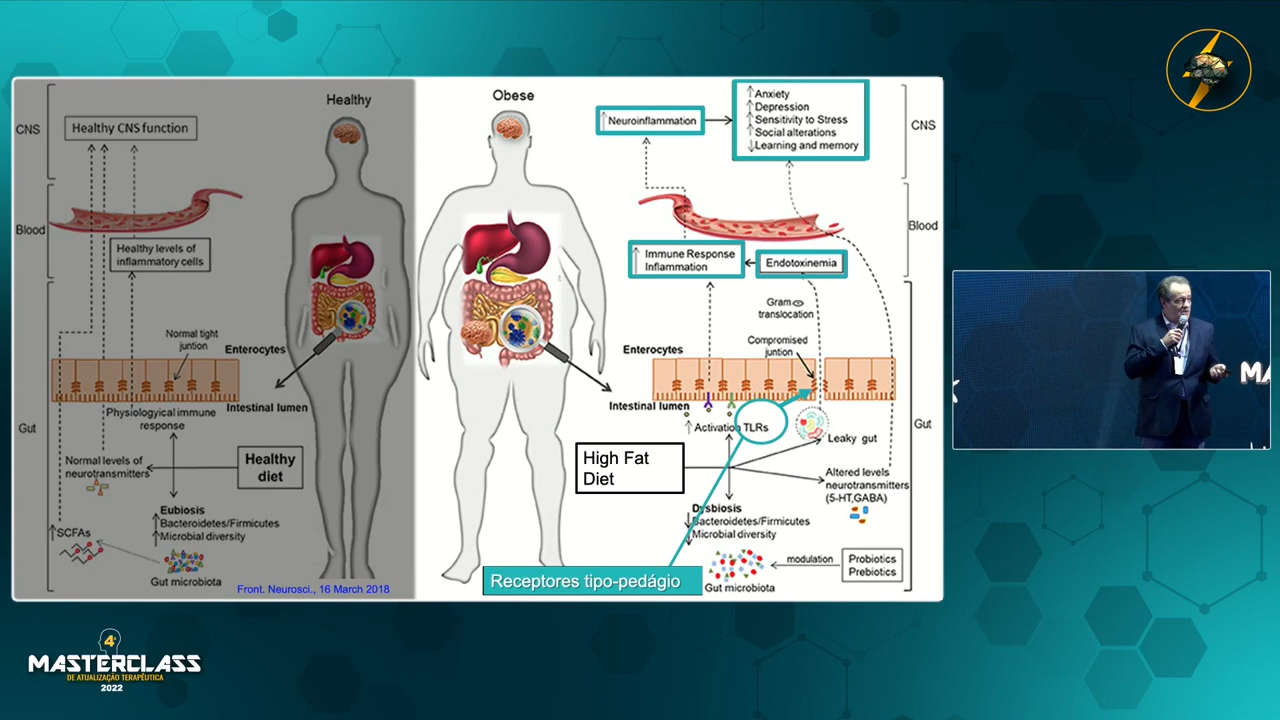 Healthy
CNS
Healthy CNS function
Blood
Healthy levels of
inflammatory cells
Gut
Normal tight
juntion
Enterocytes
Intestinal lumen
Physiologyical immune
response
Normal levels of
neurotransmitters
Healthy
diet
Eubiosis
Bacteroidetes/Firmicutes
Microbial diversity
SCFAs
Gut microbiota
Front. Neurosci., 16 March 2018
Obese
Neuroinflammation
Anxiety
Depression
Sensitivity to Stress
Social alterations
Learning and memory
CNS
Blood
Immune Response
Inflammation
Endotoxinemia
Gram
translocation
Compromised
juntion
Enterocytes
Intestinal lumen
Activation TLRs
Leaky gut
Gut
High Fat
Diet
Altered levels
neurotransmitters
(5-HT,GABA)
Dysbiosis
Bacteroidetes/Firmicutes
Microbial diversity
modulation
Probiotics
Prebiotics
Gut microbiota
Receptores tipo-pedágio
4ª
MASTERCLASS
DE ATUALIZAÇÃO TERAPÊUTICA
2022
MA